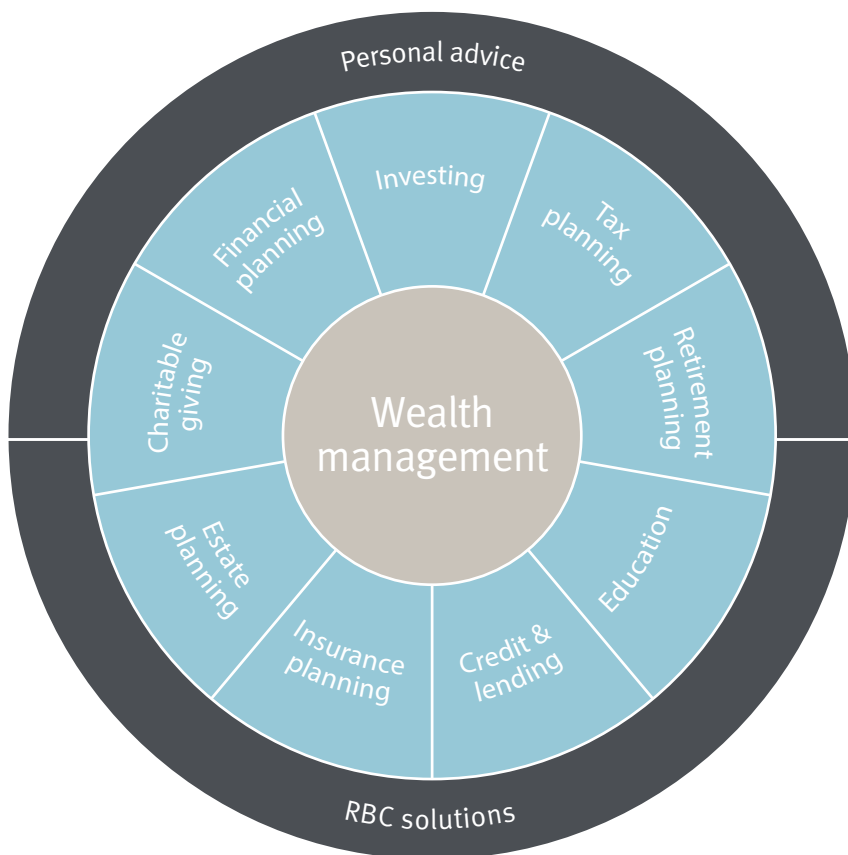 Personal advice
Investing
Tax
planning
Retirement
planning
Education
Credit &
lending
Insurance
planning
Estate
planning
Charitable
giving
Financial
planning
Wealth
management
RBC solutions